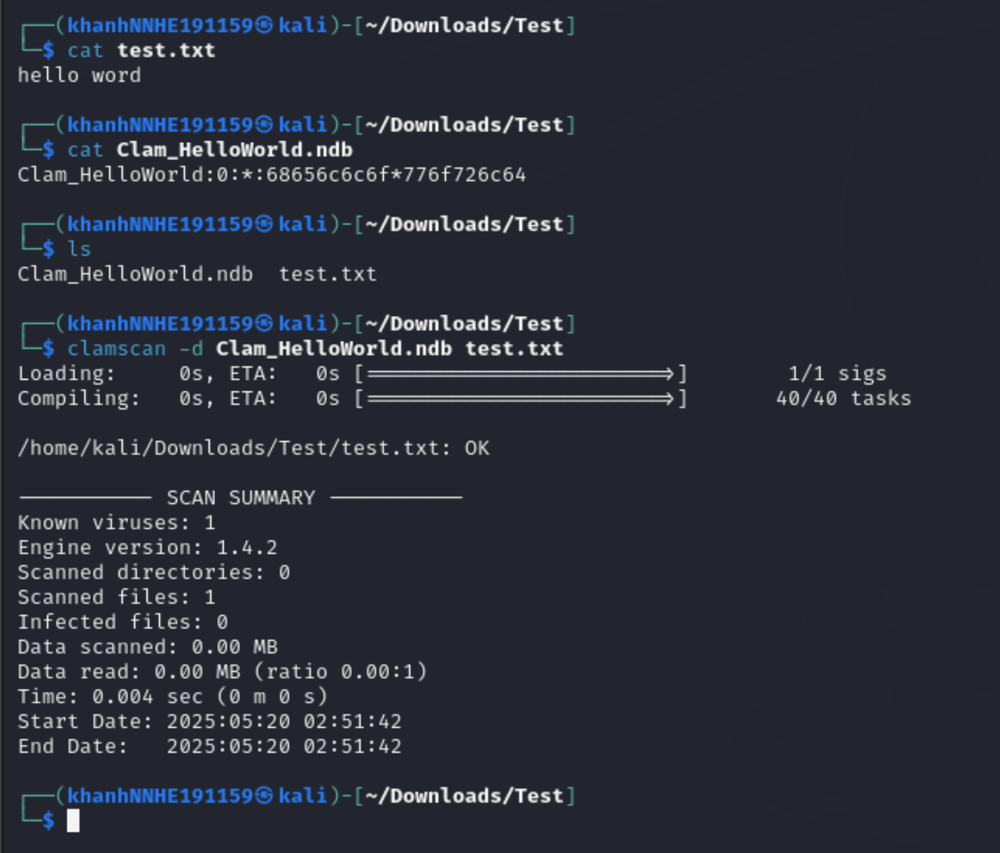 ┌──(khanhNNHE191159㉿kali)-[~/Downloads/Test]
└─$ cat test.txt
hello word
┌──(khanhNNHE191159㉿kali)-[~/Downloads/Test]
└─$ cat Clam_HelloWorld.ndb
Clam_HelloWorld:0:*:68656c6c6f*776f726c64
┌──(khanhNNHE191159㉿kali)-[~/Downloads/Test]
└─$ ls
Clam_HelloWorld.ndb  test.txt
┌──(khanhNNHE191159㉿kali)-[~/Downloads/Test]
└─$ clamscan -d Clam_HelloWorld.ndb test.txt
Loading:     0s, ETA:   0s [========================>]        1/1 sigs
Compiling:   0s, ETA:   0s [========================>]       40/40 tasks
/home/kali/Downloads/Test/test.txt: OK
----------- SCAN SUMMARY -----------
Known viruses: 1
Engine version: 1.4.2
Scanned directories: 0
Scanned files: 1
Infected files: 0
Data scanned: 0.00 MB
Data read: 0.00 MB (ratio 0.00:1)
Time: 0.004 sec (0 m 0 s)
Start Date: 2025:05:20 02:51:42
End Date:   2025:05:20 02:51:42
┌──(khanhNNHE191159㉿kali)-[~/Downloads/Test]
└─$